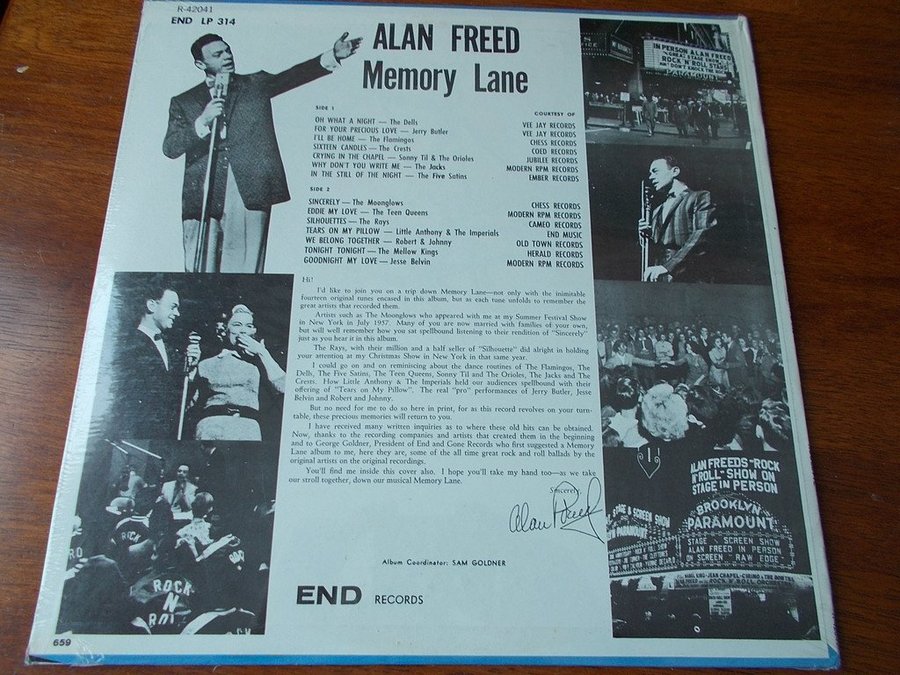 R-42041
END LP 314
ALAN FREED
Memory Lane
SIDE 1
COURTESY OF
OH WHAT A NIGHT — The Dells VEE JAY RECORDS
FOR YOUR PRECIOUS LOVE — Jerry Butler VEE JAY RECORDS
I'LL BE HOME — The Flamingos CHESS RECORDS
SIXTEEN CANDLES — The Crests COED RECORDS
CRYING IN THE CHAPEL — Sonny Til & The Orioles JUBILEE RECORDS
WHY DON'T YOU WRITE ME — The Jacks MODERN RPM RECORDS
IN THE STILL OF THE NIGHT — The Five Satins EMBER RECORDS
SIDE 2
SINCERELY — The Moonglows CHESS RECORDS
EDDIE MY LOVE — The Teen Queens MODERN RPM RECORDS
SILHOUETTES — The Rays CAMEO RECORDS
TEARS ON MY PILLOW — Little Anthony & The Imperials END MUSIC
WE BELONG TOGETHER — Robert & Johnny OLD TOWN RECORDS
TONIGHT TONIGHT — The Mellow Kings HERALD RECORDS
GOODNIGHT MY LOVE — Jesse Belvin MODERN RPM RECORDS
Hi!
I'd like to join you on a trip down Memory Lane—not only with the inimitable
fourteen original tunes encased in this album, but as each tune unfolds to remember the
great artists that recorded them.
Artists such as The Moonglows who appeared with me at my Summer Festival Show
in New York in July 1957. Many of you are now married with families of your own,
but will well remember how you sat spellbound listening to their rendition of "Sincerely"
just as you hear it in this album.
The Rays, with their million and a half seller of "Silhouette" did alright in holding
your attention at my Christmas Show in New York in that same year.
I could go on and on reminiscing about the dance routines of The Flamingos, The
Dells, The Five Satins, The Teen Queens, Sonny Til and The Orioles, The Jacks and The
Crests. How Little Anthony & The Imperials held our audiences spellbound with their
offering of "Tears on My Pillow". The real "pro" performances of Jerry Butler, Jesse
Belvin and Robert and Johnny.
But no need for me to do so here in print, for as this record revolves on your turn-
table, these precious memories will return to you.
I have received many written inquiries as to where these old hits can be obtained.
Now, thanks to the recording companies and artists that created them in the beginning
and to George Goldner, President of End and Gone Records who first suggested a Memory
Lane album to me, here they are, some of the all time great rock and roll ballads by the
original artists on the original recordings.
You'll find me inside this cover also. I hope you'll take my hand too—as we take
our stroll together, down our musical Memory Lane.
Sincerely,
Alan Freed
Album Coordinator: SAM GOLDNER
END RECORDS
659
IN PERSON ALAN FREED
GREAT STAGE SHOW
ROCK 'N ROLL STARS
DON'T KNOCK THE ROCK
PARAMOUNT
ROCK
N
ROLL
ALAN FREED'S "ROCK
N' ROLL" SHOW ON
STAGE IN PERSON
BROOKLYN
PARAMOUNT
STAGE & SCREEN SHOW
ALAN FREED IN PERSON
ON SCREEN "RAW EDGE"
STAGE & SCREEN SHOW
PARAMOUNT